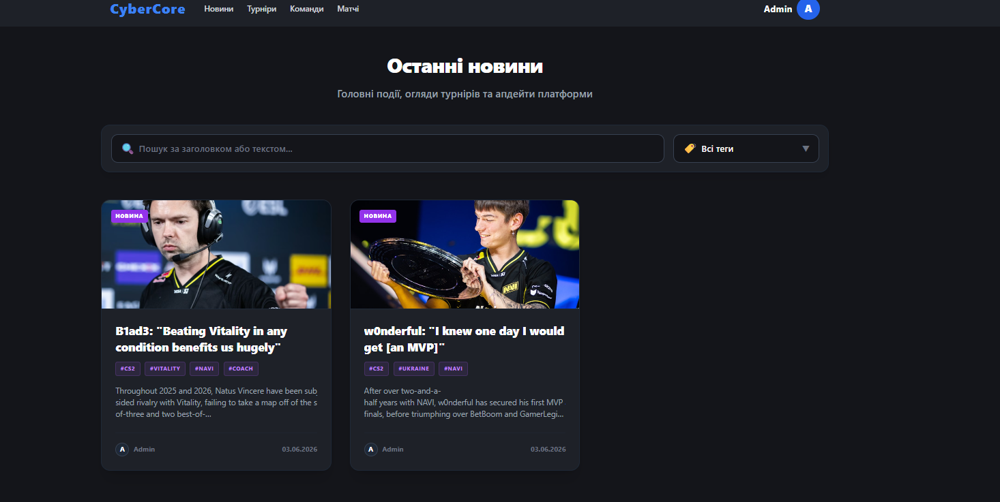 CyberCore Новини Турніри Команди Матчі Admin A
Останні новини
Головні події, огляди турнірів та апдейти платформи
Пошук за заголовком або текстом...
Всі теги
НОВИНА
ESL
DHL
VISA
B1ad3: "Beating Vitality in any
condition benefits us hugely"
#CS2 #VITALITY #NAVI #COACH
Throughout 2025 and 2026, Natus Vincere have been sub
sided rivalry with Vitality, failing to take a map off of the s
of-three and two best-of-...
A Admin 03.06.2026
НОВИНА
VISA
NAVI
w0nderful: "I knew one day I would
get [an MVP]"
#CS2 #UKRAINE #NAVI
After over two-and-a-
half years with NAVI, w0nderful has secured his first MVP
finals, before triumphing over BetBoom and GamerLegi...
A Admin 03.06.2026